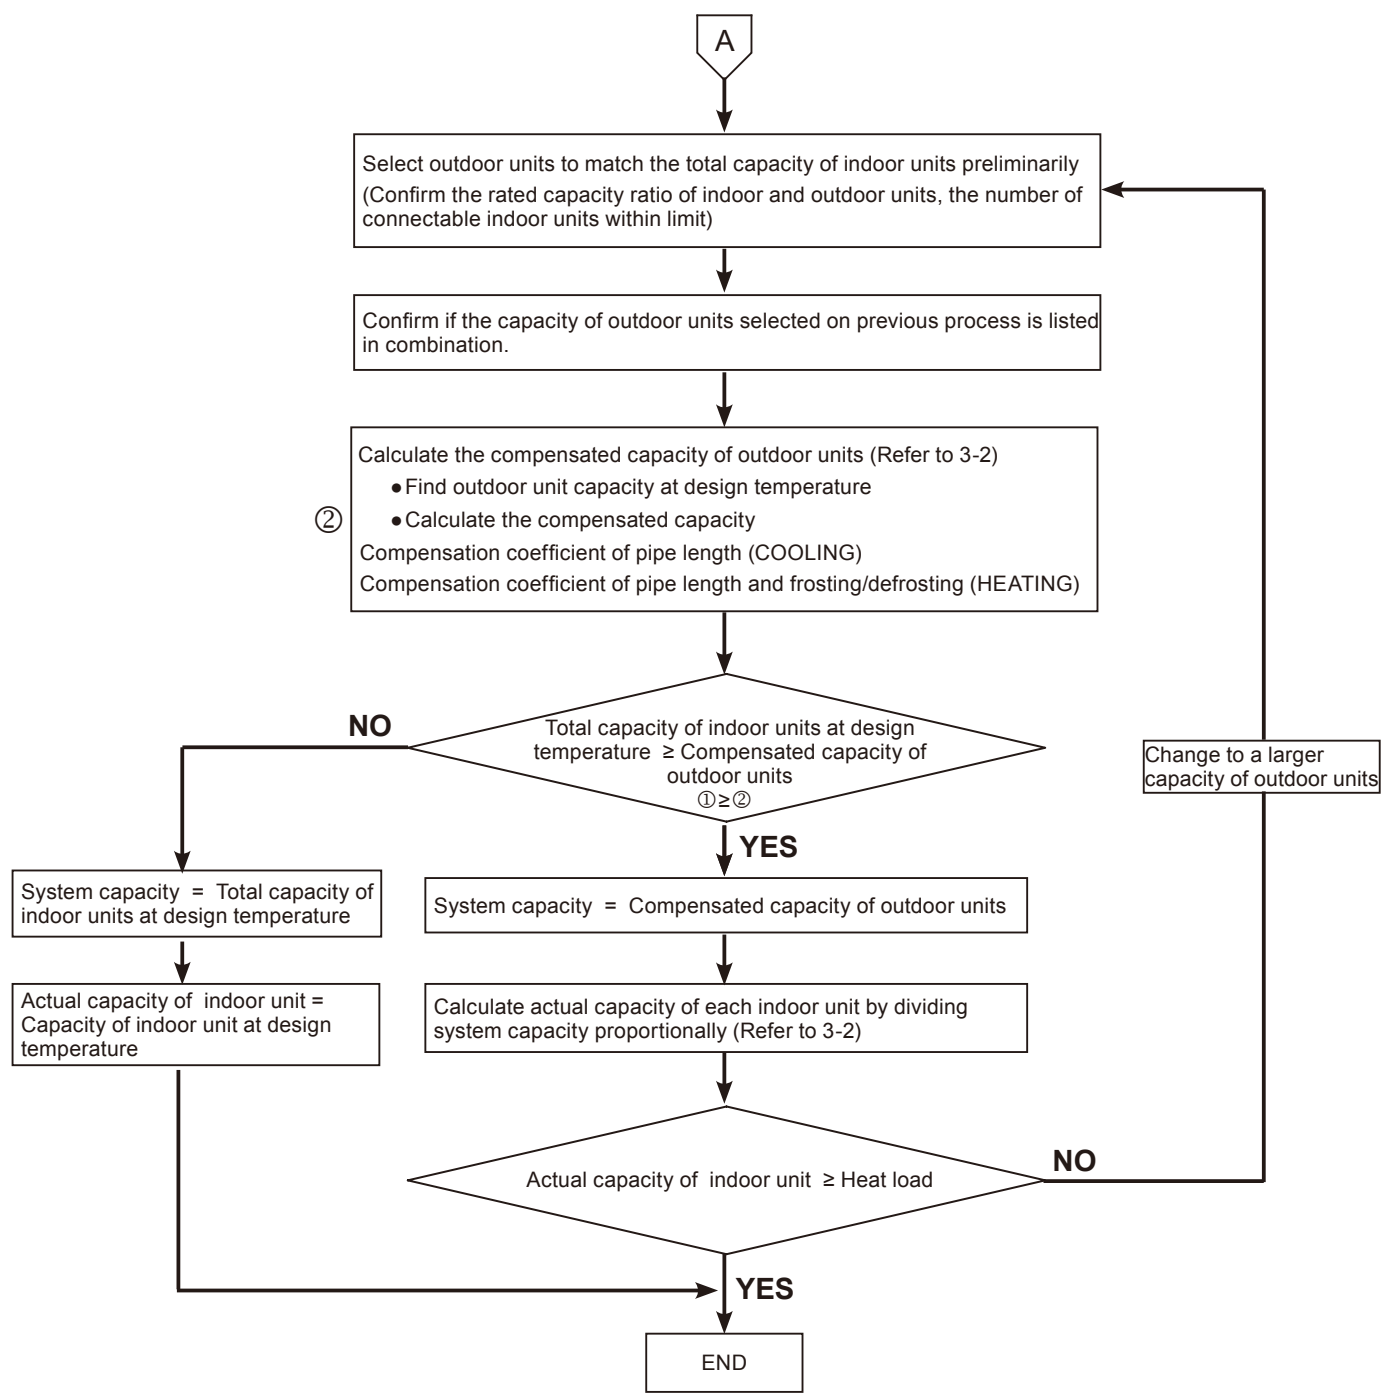 A
Select outdoor units to match the total capacity of indoor units preliminarily
(Confirm the rated capacity ratio of indoor and outdoor units, the number of
connectable indoor units within limit)
Confirm if the capacity of outdoor units selected on previous process is listed
in combination.
②
Calculate the compensated capacity of outdoor units (Refer to 3-2)
●Find outdoor unit capacity at design temperature
●Calculate the compensated capacity
Compensation coefficient of pipe length (COOLING)
Compensation coefficient of pipe length and frosting/defrosting (HEATING)
NO
Total capacity of indoor units at design
temperature ≥ Compensated capacity of
outdoor units
①≥②
Change to a larger
capacity of outdoor units
YES
System capacity = Total capacity of
indoor units at design temperature
System capacity = Compensated capacity of outdoor units
Actual capacity of indoor unit =
Capacity of indoor unit at design
temperature
Calculate actual capacity of each indoor unit by dividing
system capacity proportionally (Refer to 3-2)
Actual capacity of indoor unit ≥ Heat load
NO
YES
END